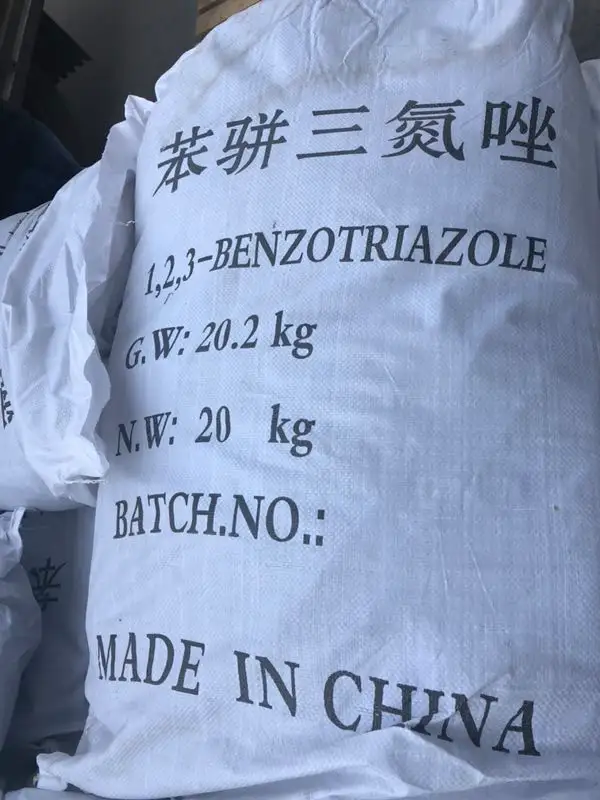 苯骈三氮唑
1,2,3-BENZOTRIAZOLE
G.W: 20.2 kg
N.W: 20 kg
BATCH.NO.:
MADE IN CHINA